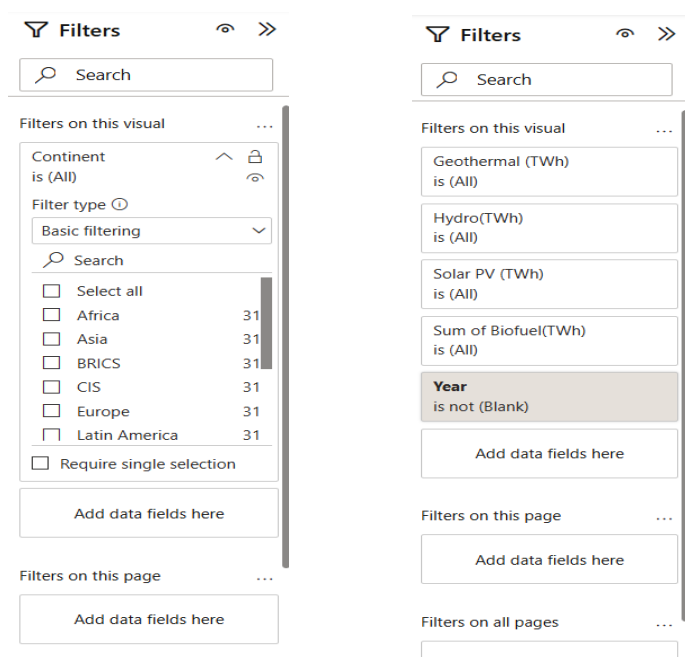 Filters
Search
Filters on this visual
...
Continent
is (All)
Filter type
Basic filtering
Search
Select all
Africa 31
Asia 31
BRICS 31
CIS 31
Europe 31
Latin America 31
Require single selection
Add data fields here
Filters on this page
...
Add data fields here
Filters
Search
Filters on this visual
...
Geothermal (TWh)
is (All)
Hydro(TWh)
is (All)
Solar PV (TWh)
is (All)
Sum of Biofuel(TWh)
is (All)
Year
is not (Blank)
Add data fields here
Filters on this page
...
Add data fields here
Filters on all pages
...